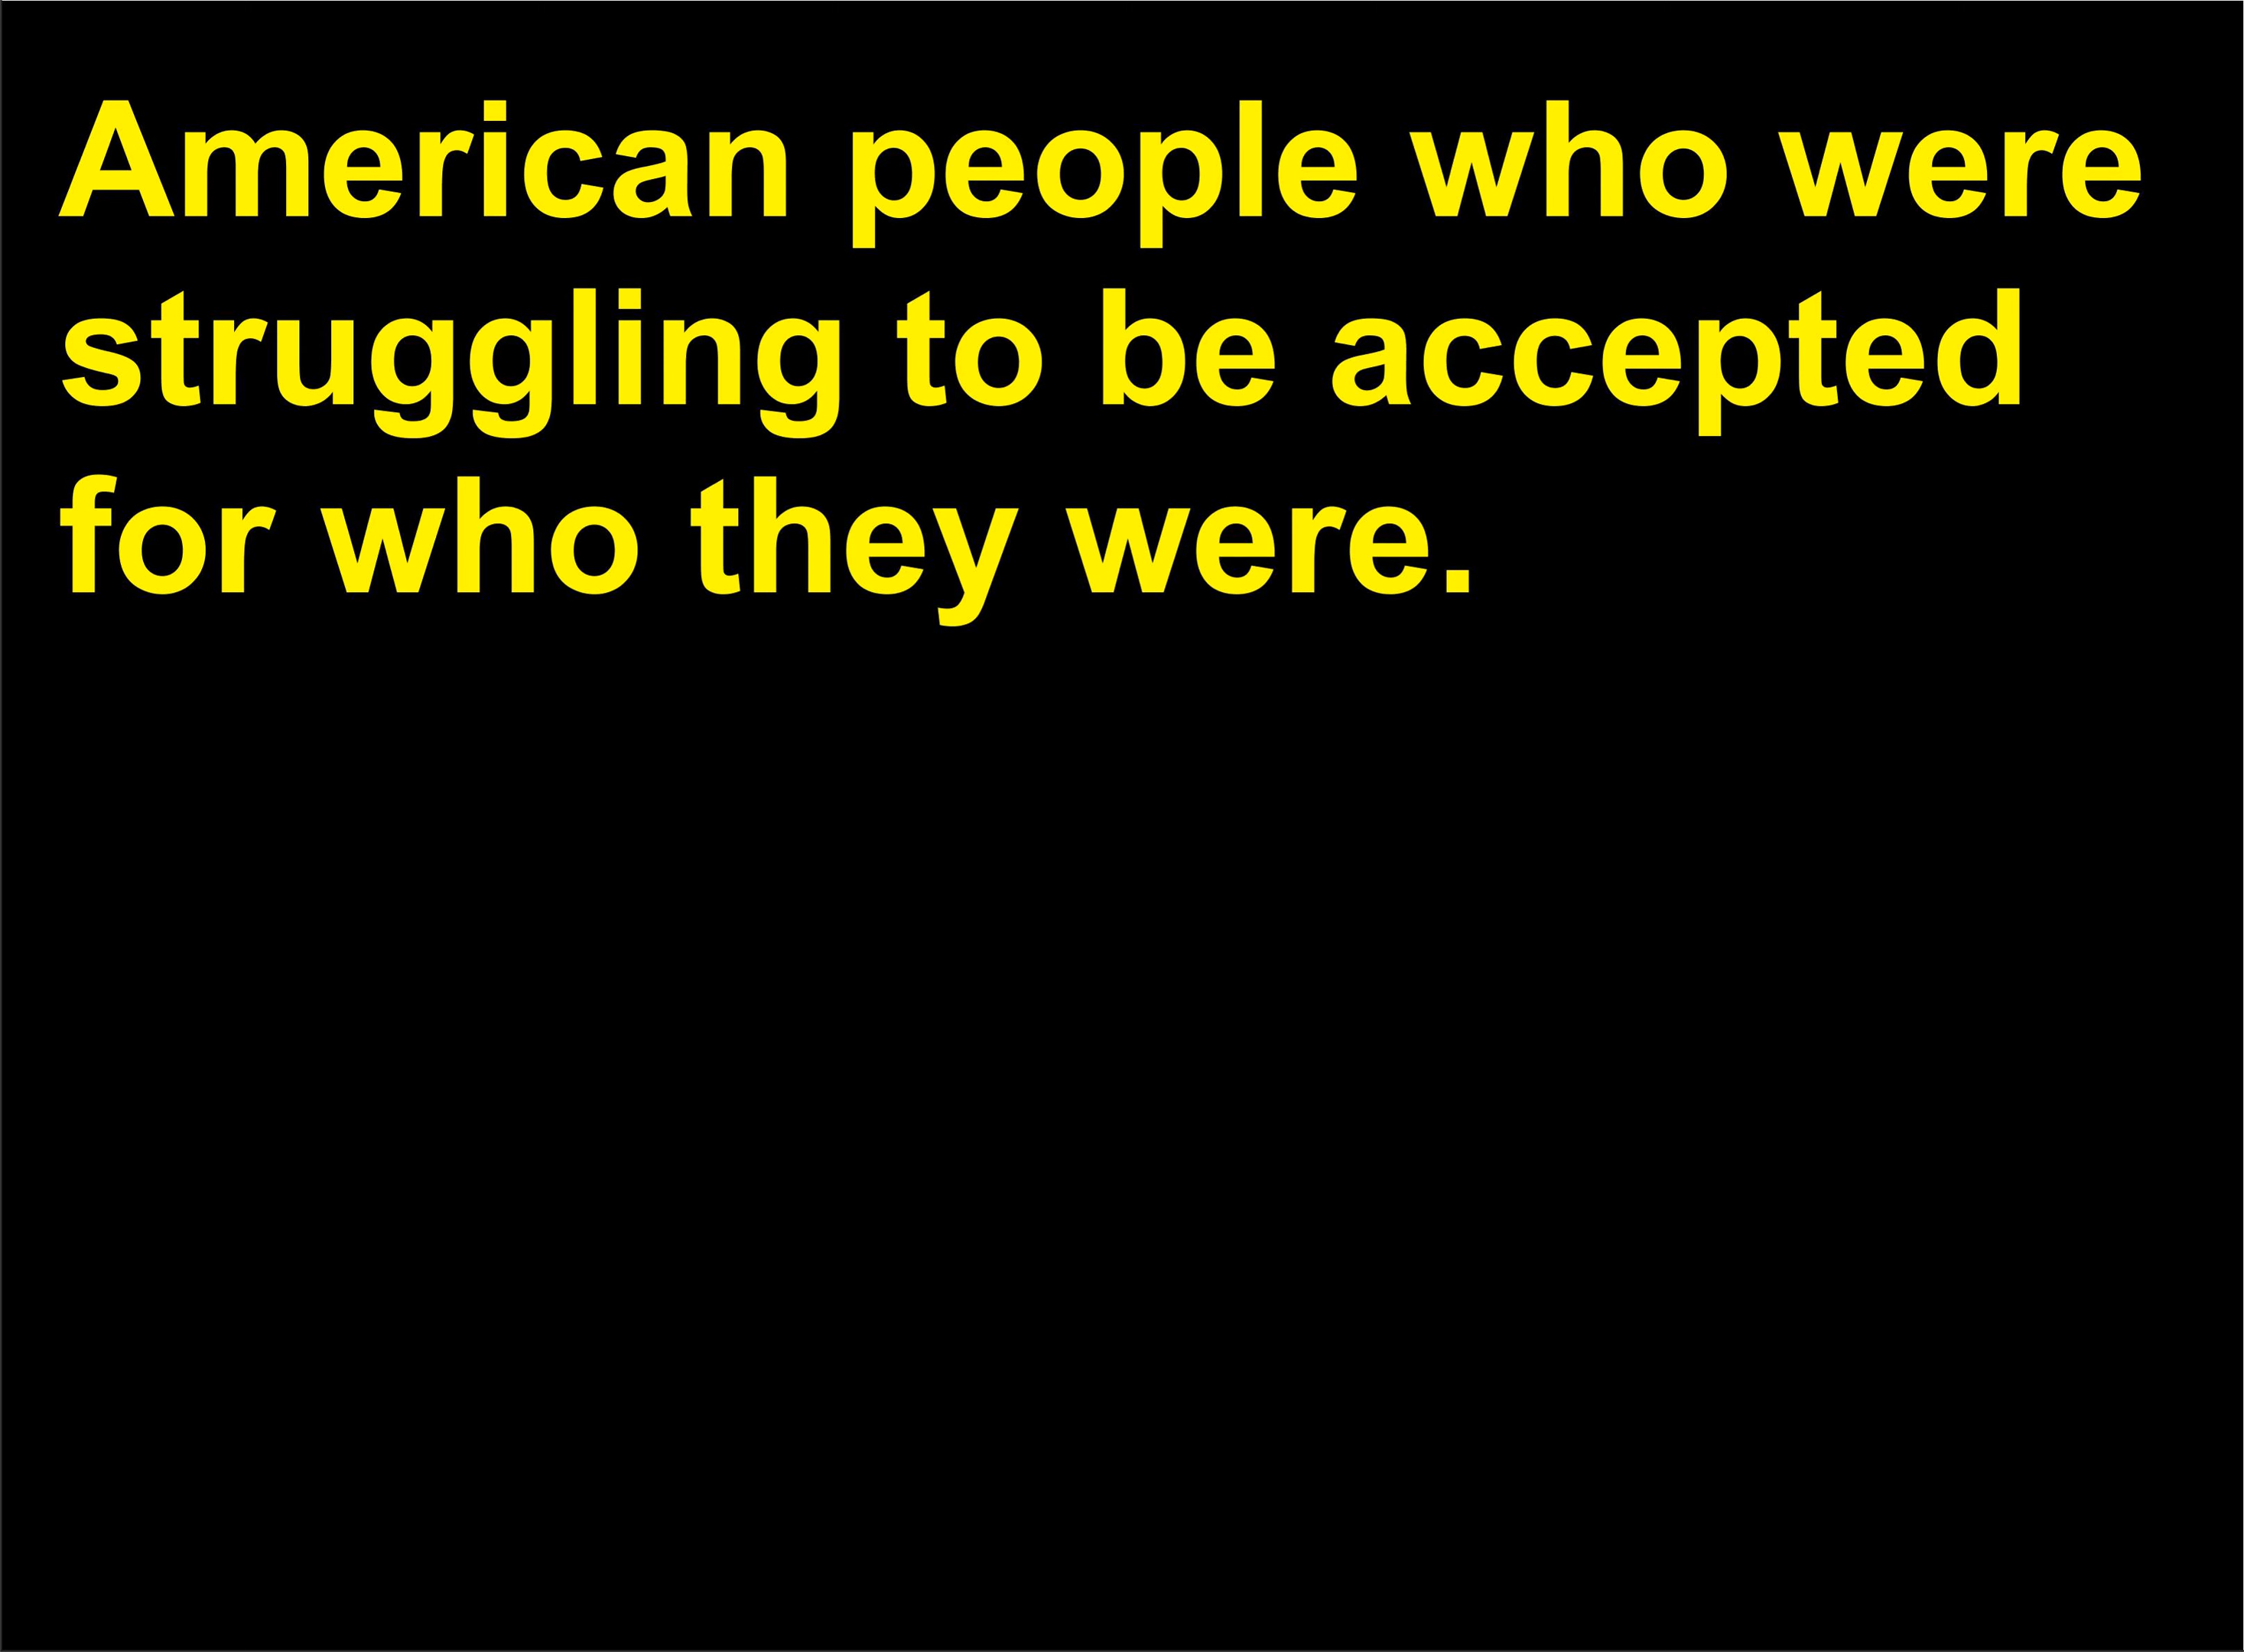 American people who were
struggling to be accepted
for who they were.